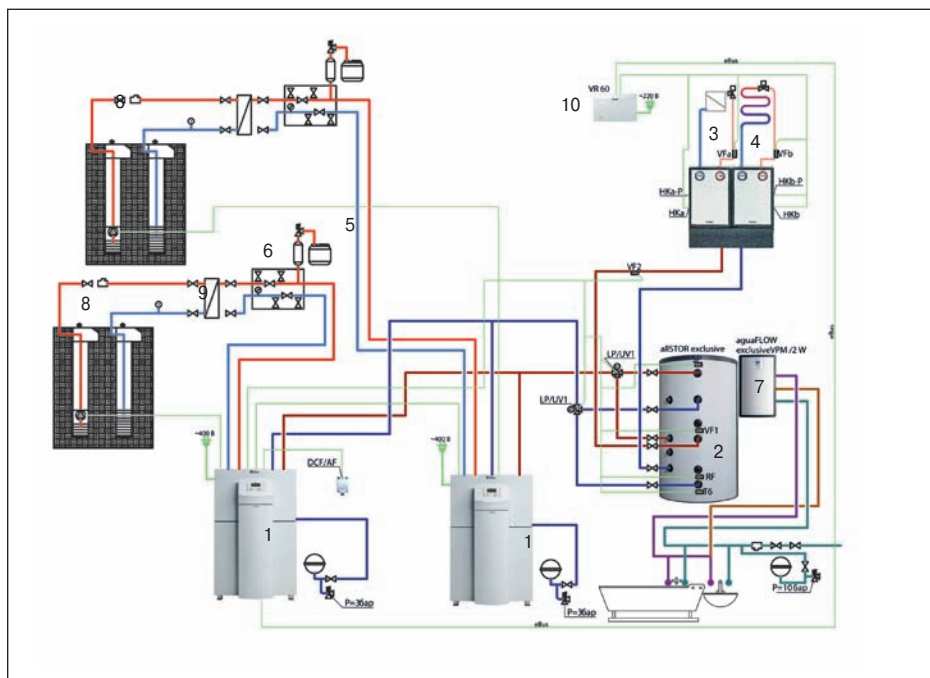 eBus
VR 60
10
~220 В
3
4
VFa
VFb
HKa-P
HKb-P
HKa
HKb
5
6
VF2
8
9
eBus
allSTOR exclusive
aguaFLOW
exclusiveVPM /2 W
LP/UV1
7
LP/UV1
~400 В
~400 В
VF1
DCF/AF
2
RF
T6
1
1
P=3бар
P=3бар
P=10бар
eBus